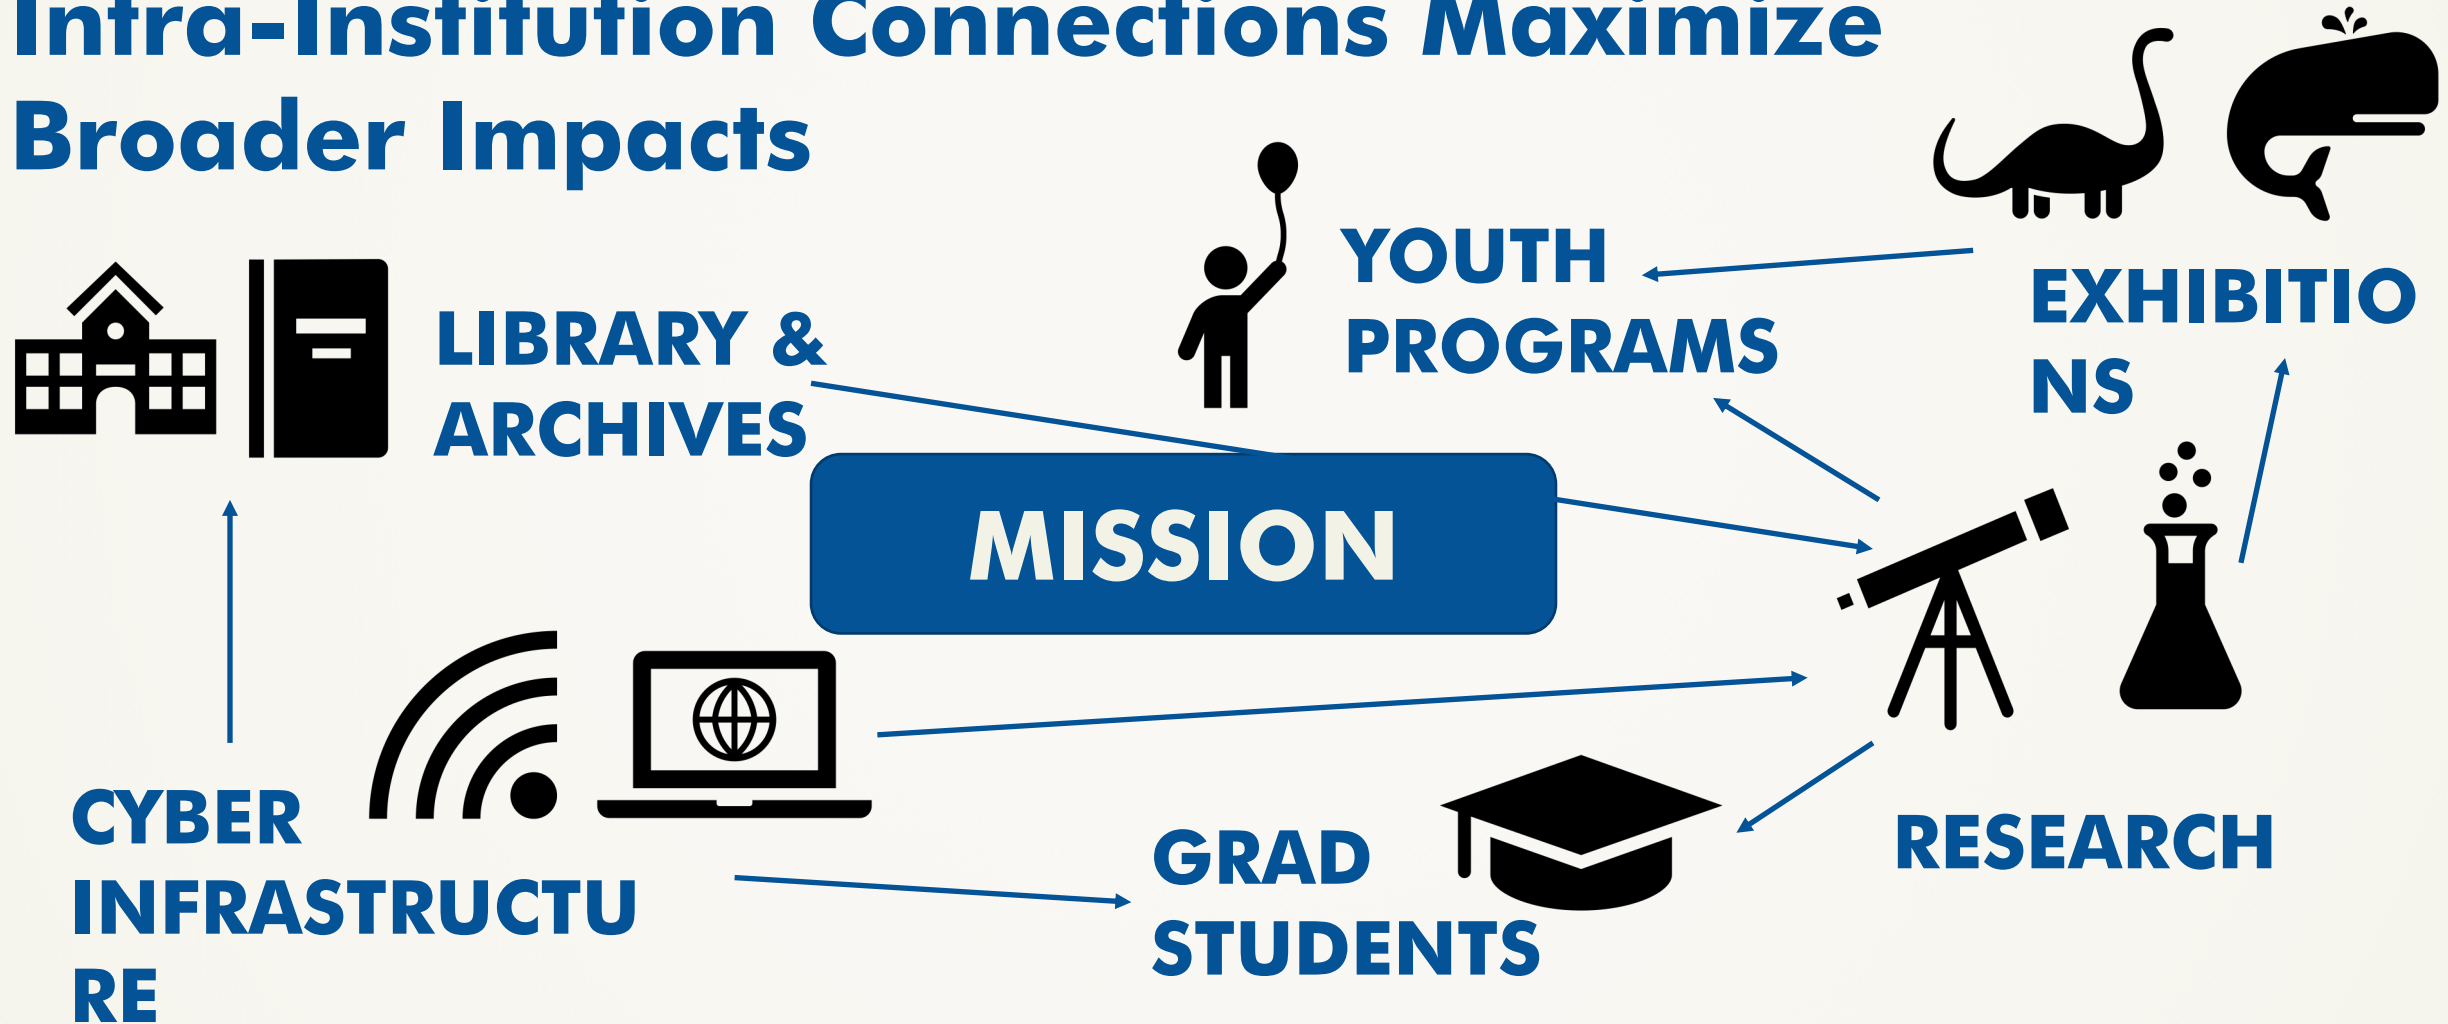 Intra-Institution Connections Maximize
Broader Impacts
YOUTH
PROGRAMS
EXHIBITIO
NS
LIBRARY &
ARCHIVES
MISSION
CYBER
INFRASTRUCTU
RE
GRAD
STUDENTS
RESEARCH